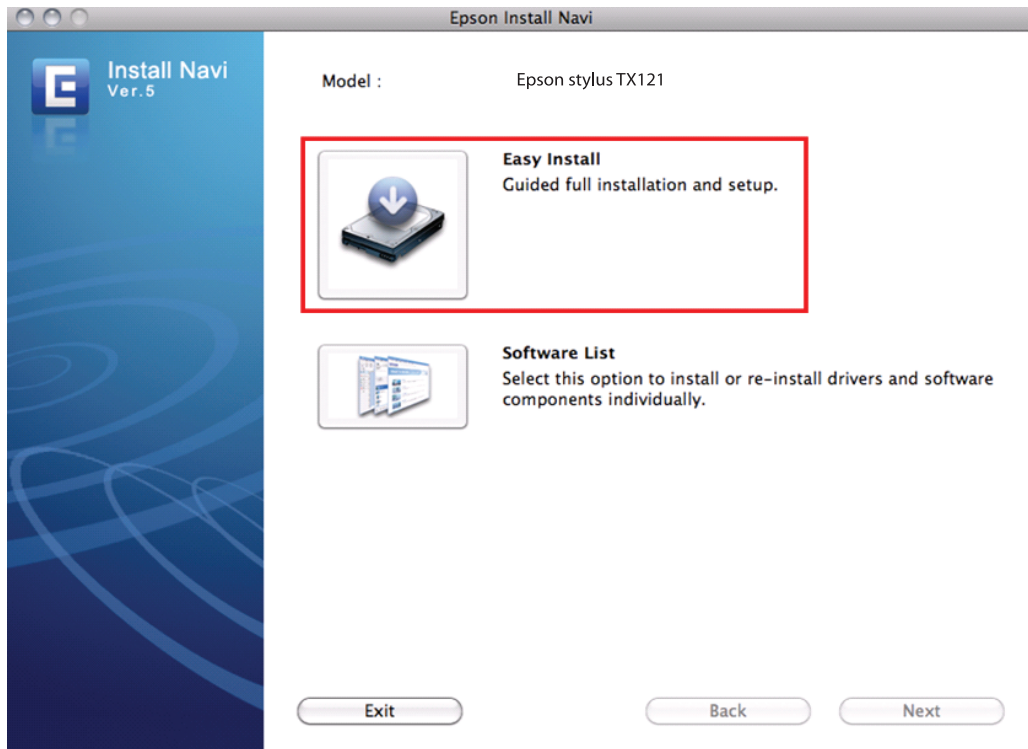 Epson Install Navi
Install Navi
Ver.5
Model :
Epson stylus TX121
Easy Install
Guided full installation and setup.
Software List
Select this option to install or re-install drivers and software
components individually.
Exit
Back
Next